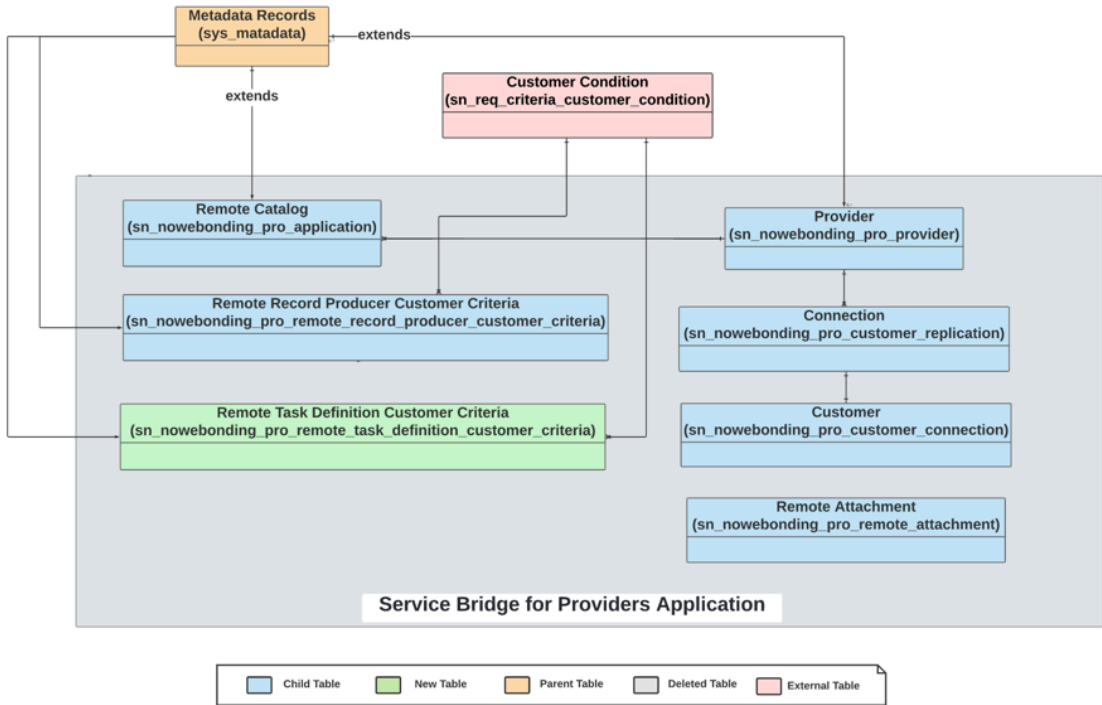 Metadata Records
(sys_matadata)
extends
extends
Customer Condition
(sn_req_criteria_customer_condition)
Remote Catalog
(sn_nowebonding_pro_application)
Provider
(sn_nowebonding_pro_provider)
Remote Record Producer Customer Criteria
(sn_nowebonding_pro_remote_record_producer_customer_criteria)
Connection
(sn_nowebonding_pro_customer_replication)
Remote Task Definition Customer Criteria
(sn_nowebonding_pro_remote_task_definition_customer_criteria)
Customer
(sn_nowebonding_pro_customer_connection)
Remote Attachment
(sn_nowebonding_pro_remote_attachment)
Service Bridge for Providers Application
Child Table
New Table
Parent Table
Deleted Table
External Table